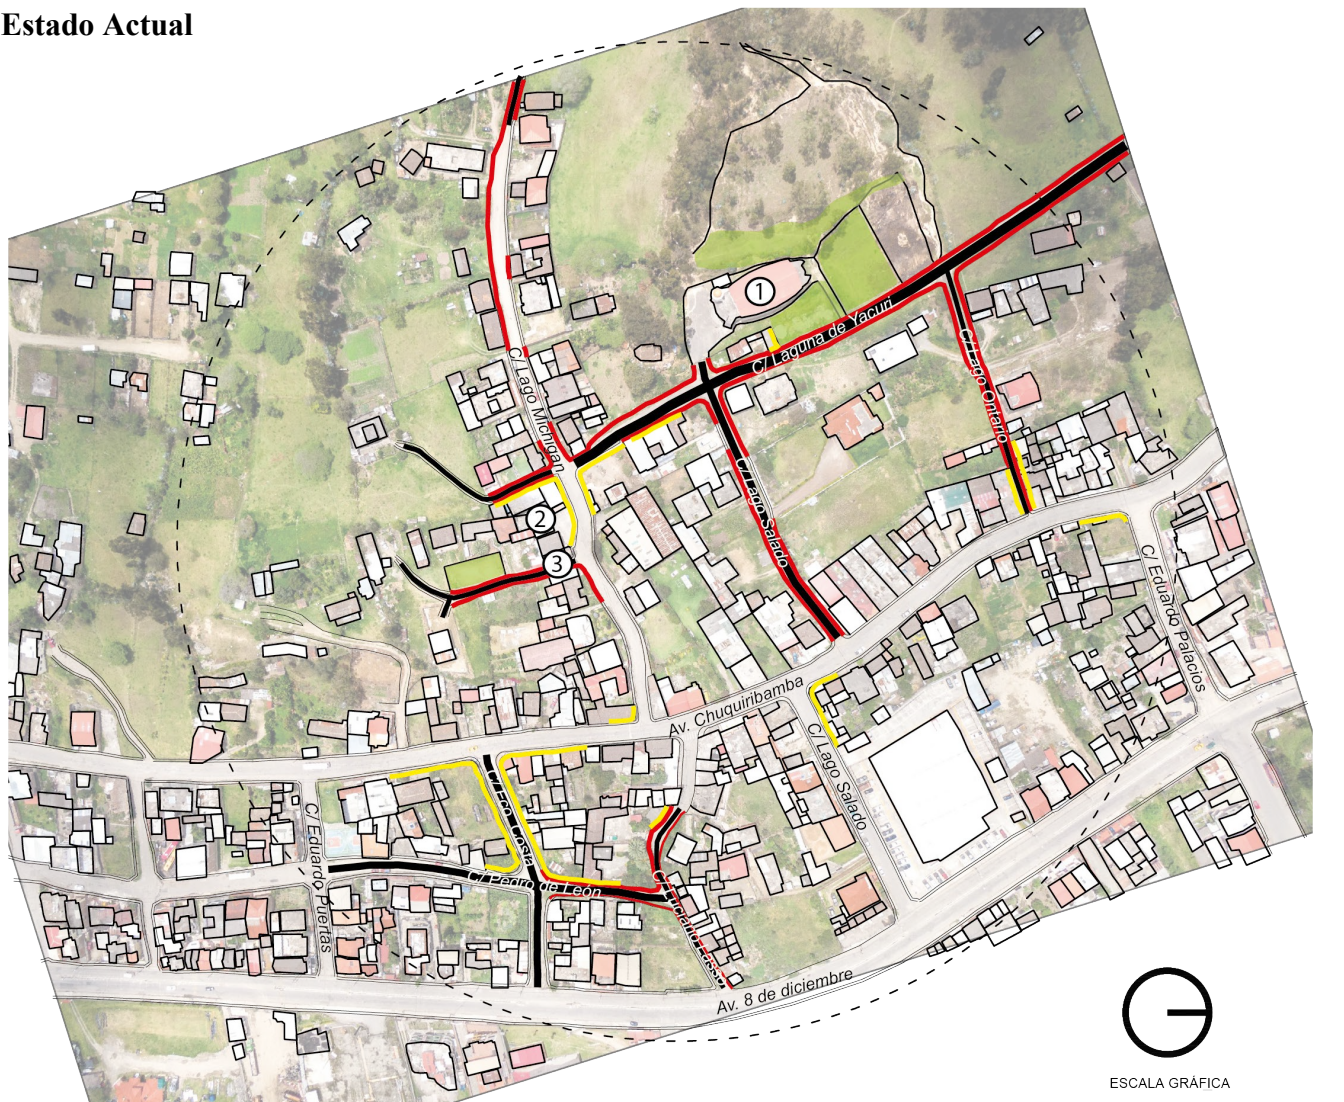 Estado Actual
1
C/ Laguna de Yacuri
C/ Lago Michigan
C/ Lago Ontario
C/ Lago Salado
2
3
C/ Eduardo Palacios
Av. Chuquiribamba
C/ Lago Salado
C/ Eduardo Puertas
C/ Pedro de León
Av. 8 de diciembre
ESCALA GRÁFICA